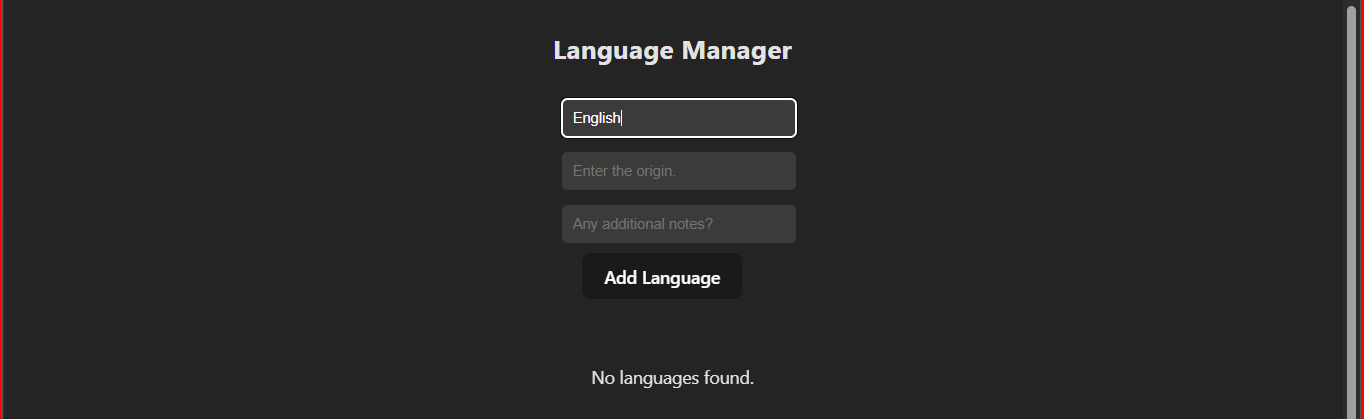 Language Manager
English
Enter the origin.
Any additional notes?
Add Language
No languages found.